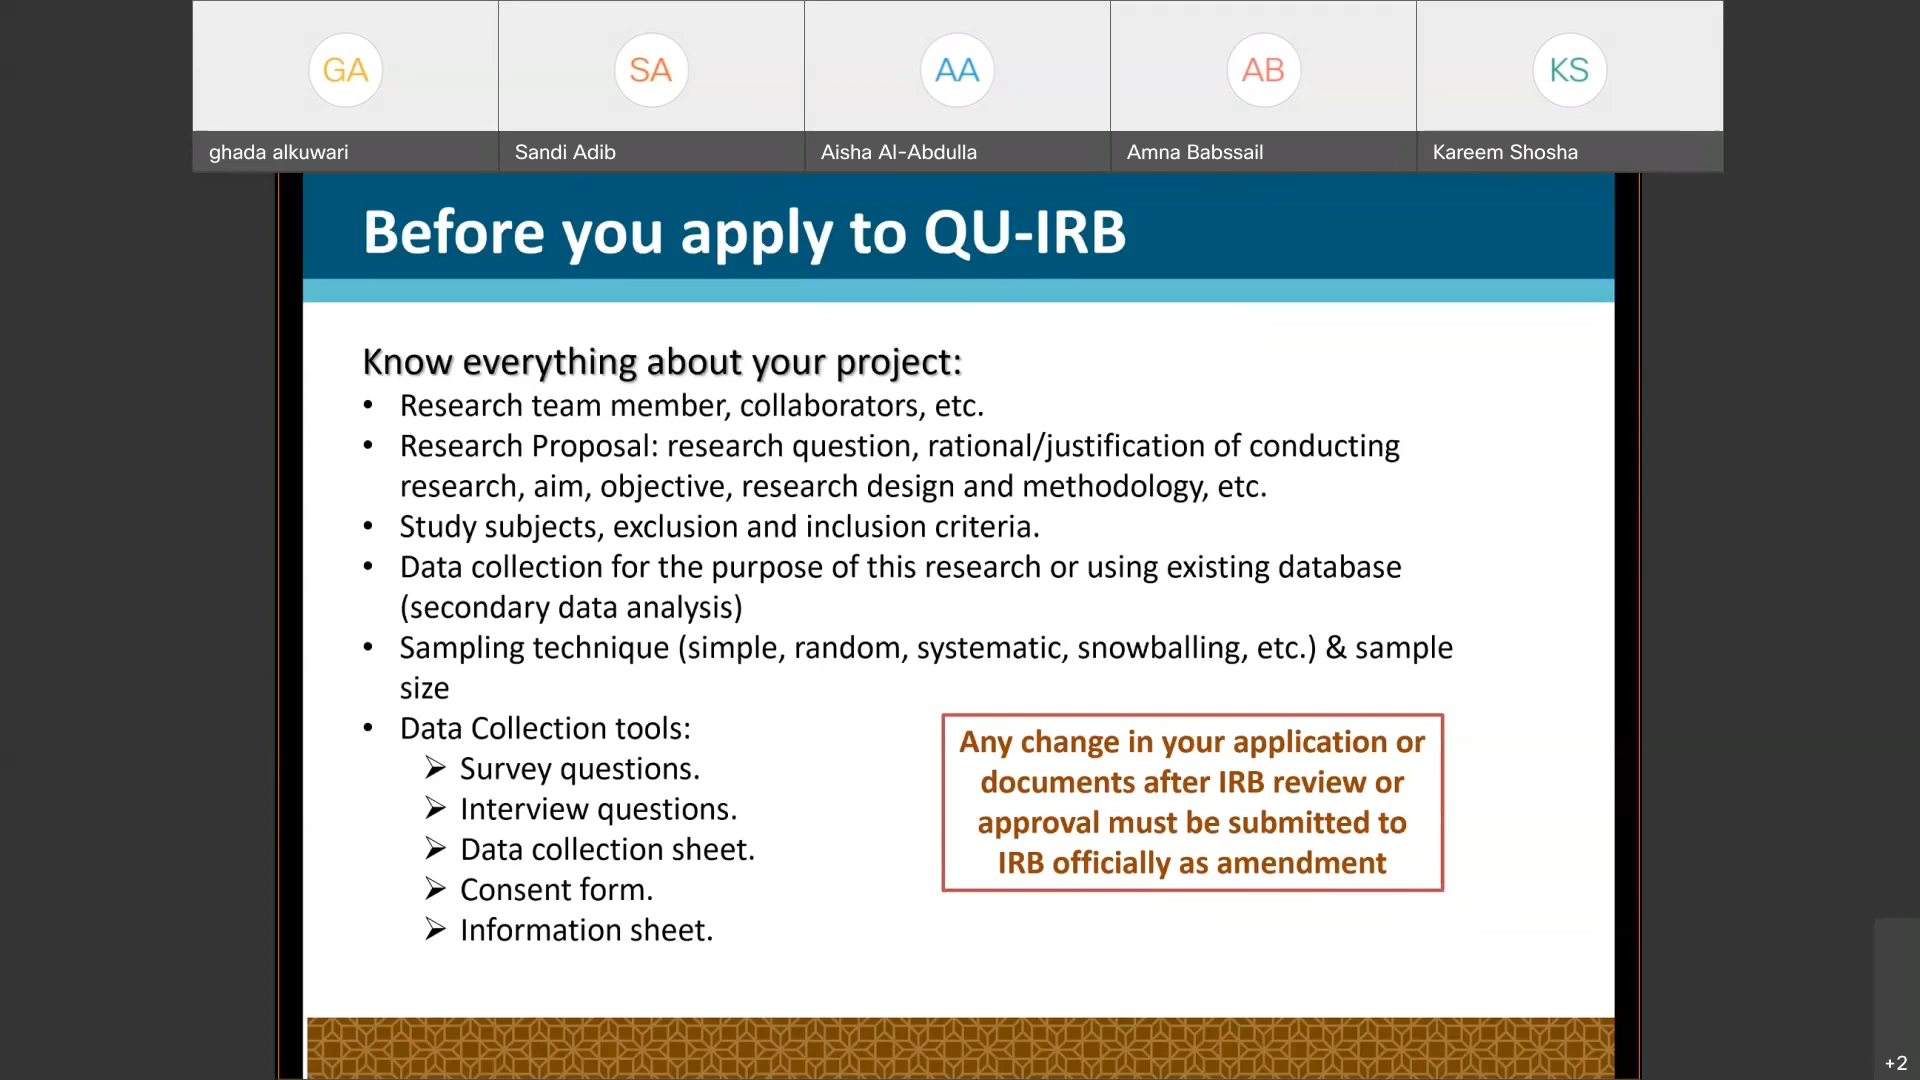 GA
SA
AA
AB
KS
ghada alkuwari
Sandi Adib
Aisha Al-Abdulla
Amna Babssail
Kareem Shosha
Before you apply to QU-IRB
Know everything about your project:
• Research team member, collaborators, etc.
• Research Proposal: research question, rational/justification of conducting
research, aim, objective, research design and methodology, etc.
• Study subjects, exclusion and inclusion criteria.
• Data collection for the purpose of this research or using existing database
(secondary data analysis)
• Sampling technique (simple, random, systematic, snowballing, etc.) & sample
size
• Data Collection tools:
➢ Survey questions.
➢ Interview questions.
➢ Data collection sheet.
➢ Consent form.
➢ Information sheet.
Any change in your application or
documents after IRB review or
approval must be submitted to
IRB officially as amendment
+2